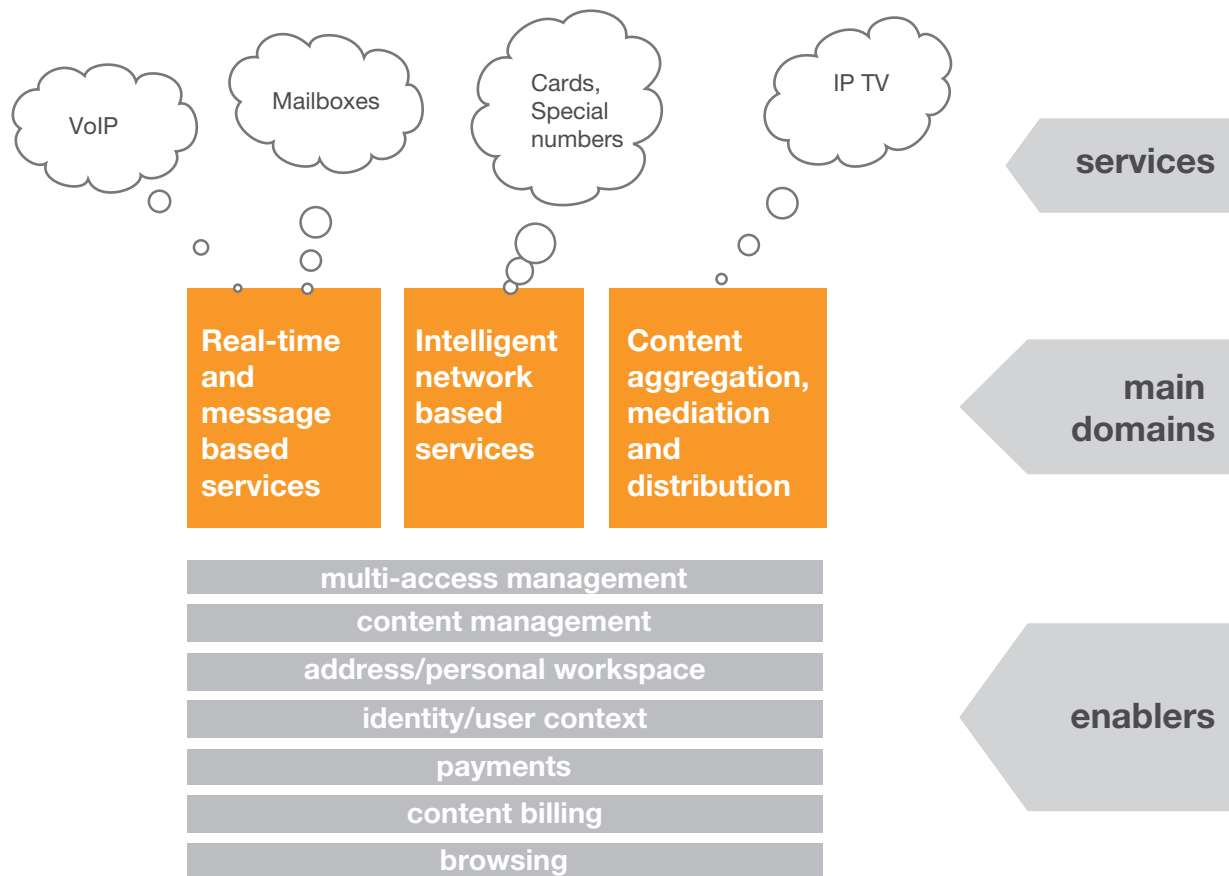 VoIP
Mailboxes
Cards,
Special
numbers
IP TV
services
Real-time
and
message
based
services
Intelligent
network
based
services
Content
aggregation,
mediation
and
distribution
main
domains
multi-access management
content management
address/personal workspace
identity/user context
payments
content billing
browsing
enablers